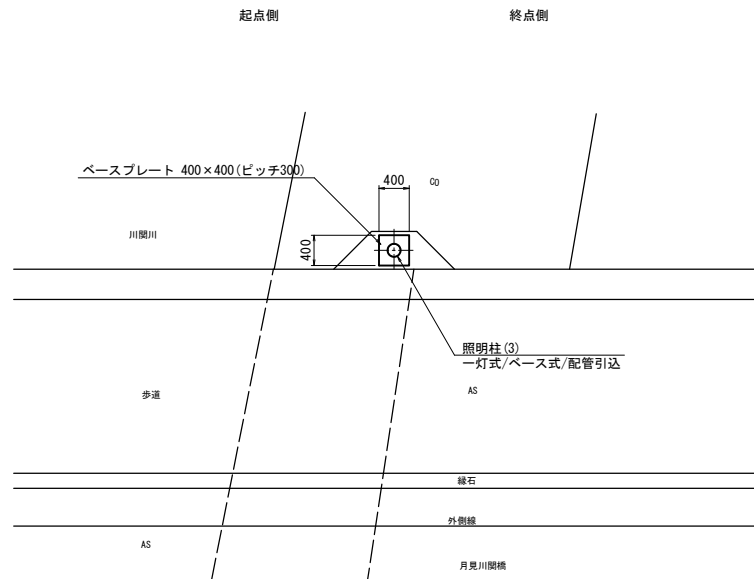 起点側
終点側
ベースプレート 400×400(ピッチ300)
400
CO
川関川
400
照明柱(3)
一灯式/ベース式/配管引込
歩道
AS
縁石
外側線
AS
月見川関橋